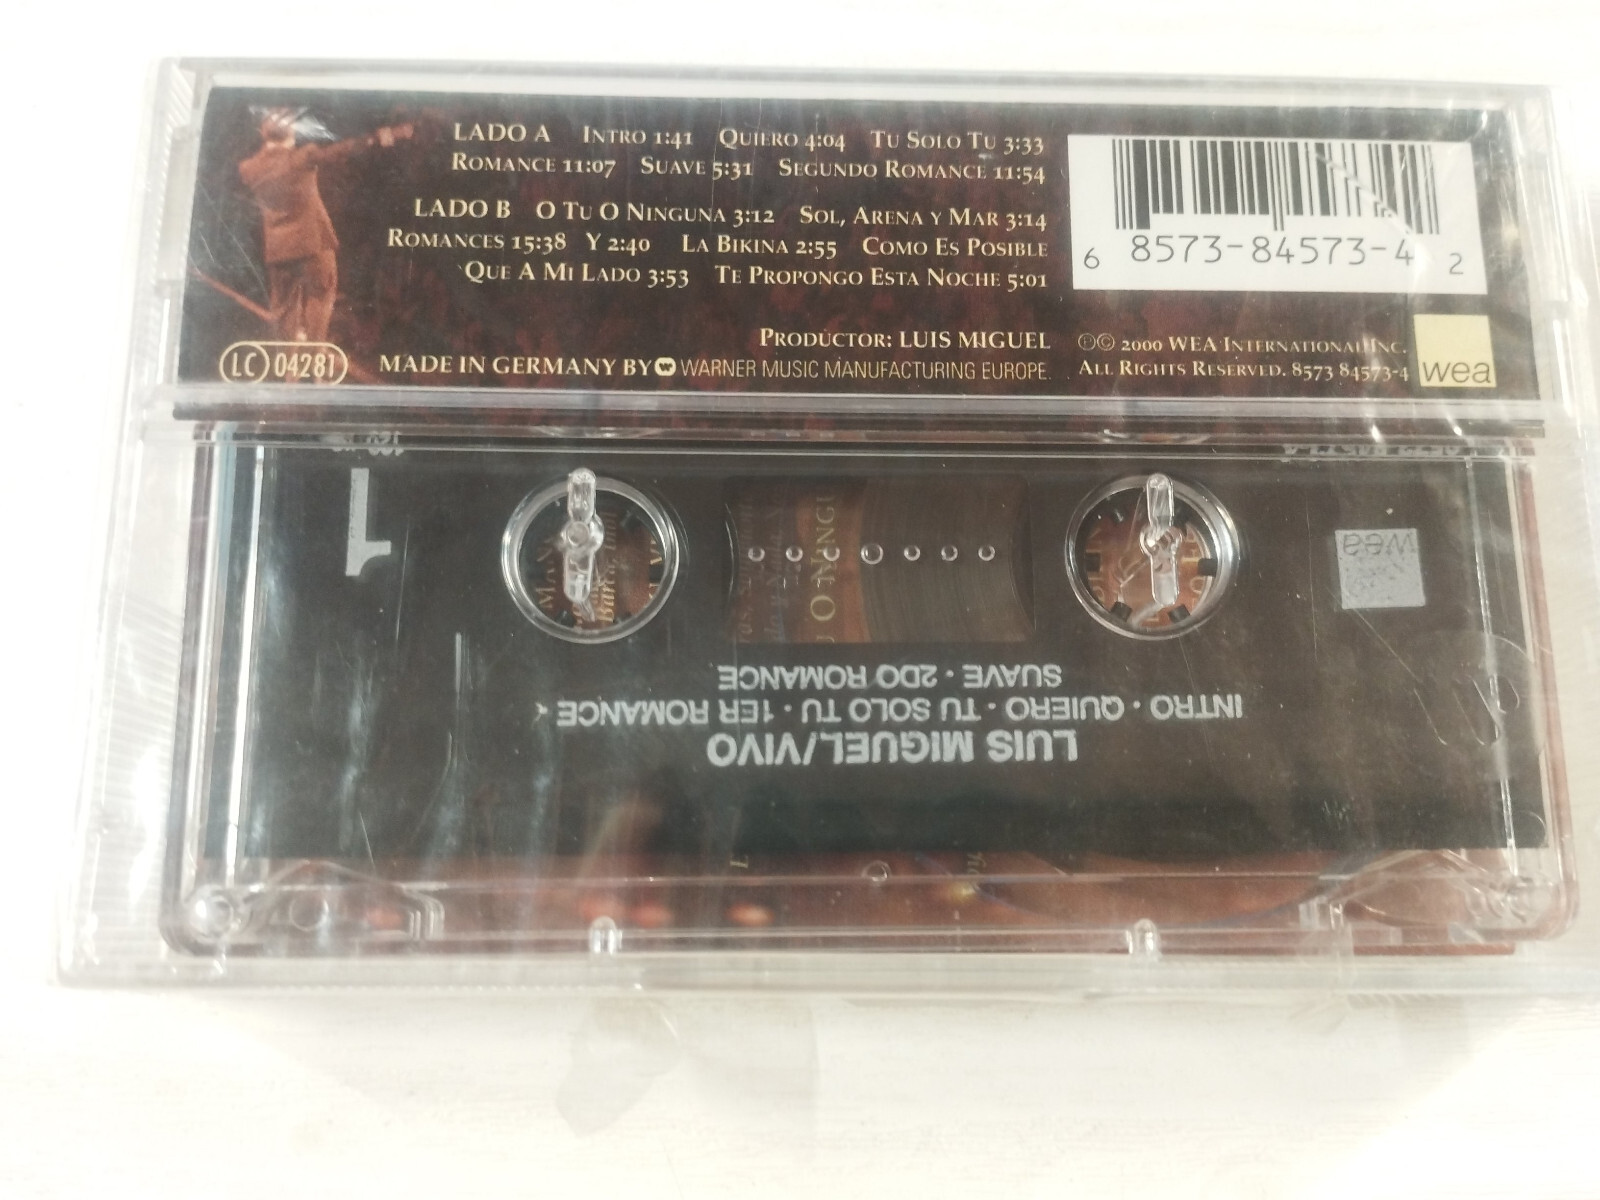 LADO A INTRO 1:41 QUIERO 4:04 TU SOLO TU 3:33
ROMANCE 11:07 SUAVE 5:31 SEGUNDO ROMANCE 11:54
LADO B O TU O NINGUNA 3:12 SOL, ARENA Y MAR 3:14
ROMANCES 15:38 Y 2:40 LA BIKINA 2:55 COMO ES POSIBLE
QUE A MI LADO 3:53 TE PROPONGO ESTA NOCHE 5:01
6 8573-84573-4 2
PRODUCTOR: LUIS MIGUEL
LC 04281 MADE IN GERMANY BY WARNER MUSIC MANUFACTURING EUROPE.
℗© 2000 WEA INTERNATIONAL INC.
ALL RIGHTS RESERVED. 8573 84573-4
wea
1
wea
LUIS MIGUEL/VIVO
INTRO · QUIERO · TU SOLO TU · 1ER ROMANCE ·
SUAVE · 2DO ROMANCE